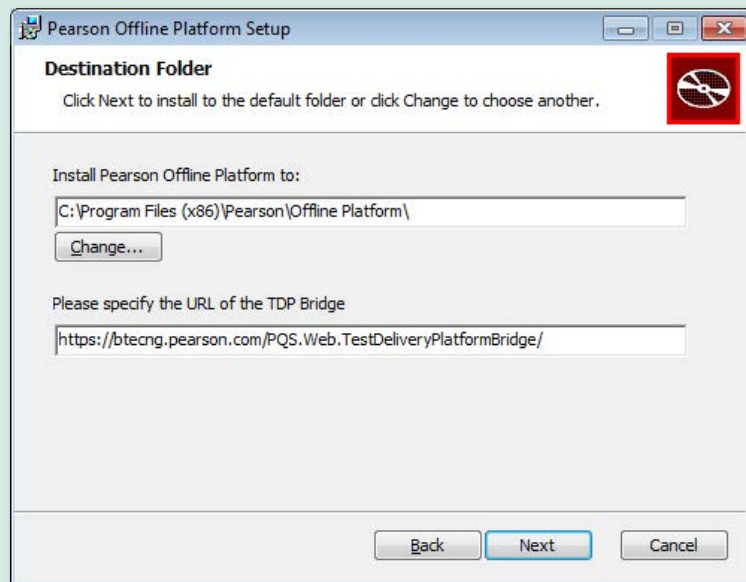 Pearson Offline Platform Setup
Destination Folder
Click Next to install to the default folder or click Change to choose another.
Install Pearson Offline Platform to:
C:\Program Files (x86)\Pearson\Offline Platform\
Change...
Please specify the URL of the TDP Bridge
https://btecng.pearson.com/PQS.Web.TestDeliveryPlatformBridge/
Back Next Cancel